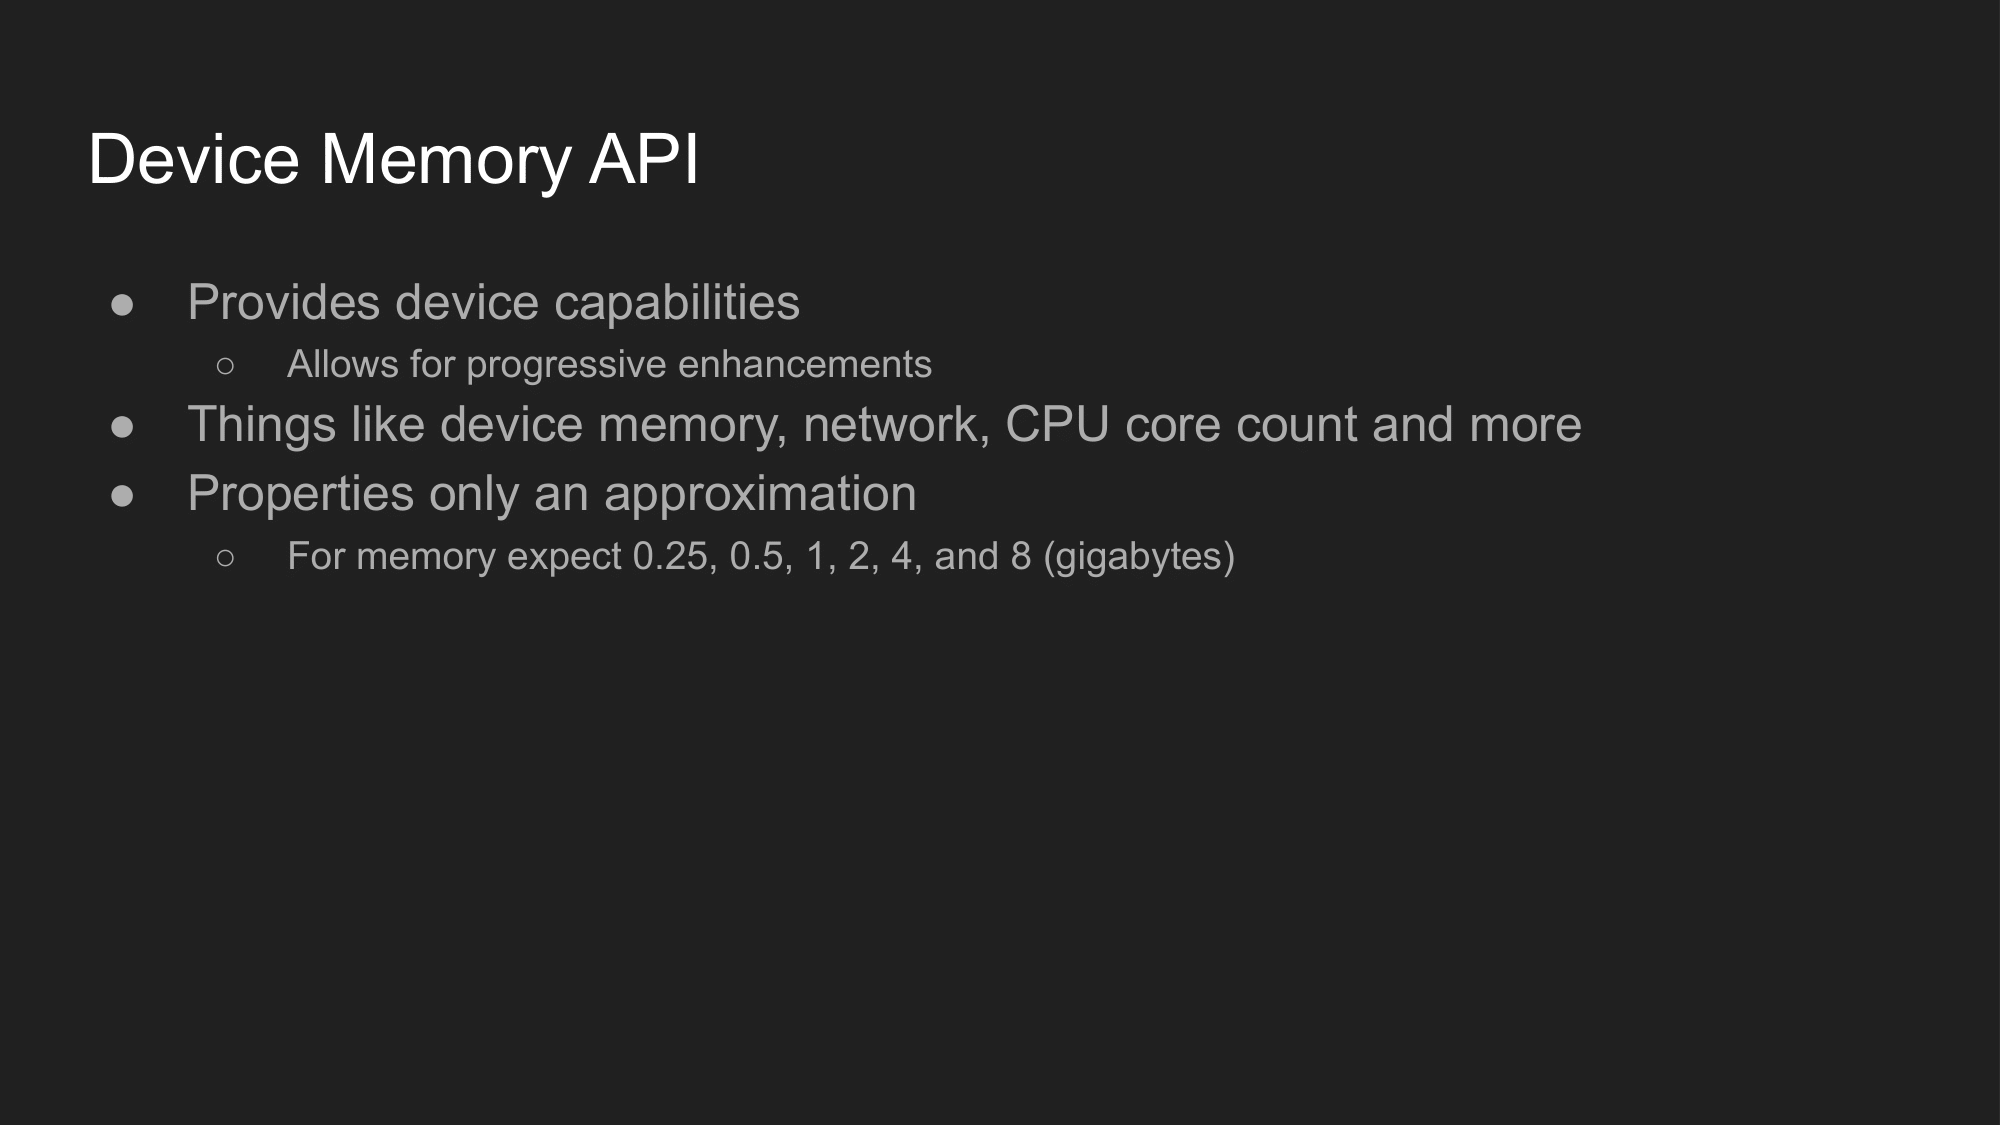 Device Memory API
● Provides device capabilities
○ Allows for progressive enhancements
● Things like device memory, network, CPU core count and more
● Properties only an approximation
○ For memory expect 0.25, 0.5, 1, 2, 4, and 8 (gigabytes)